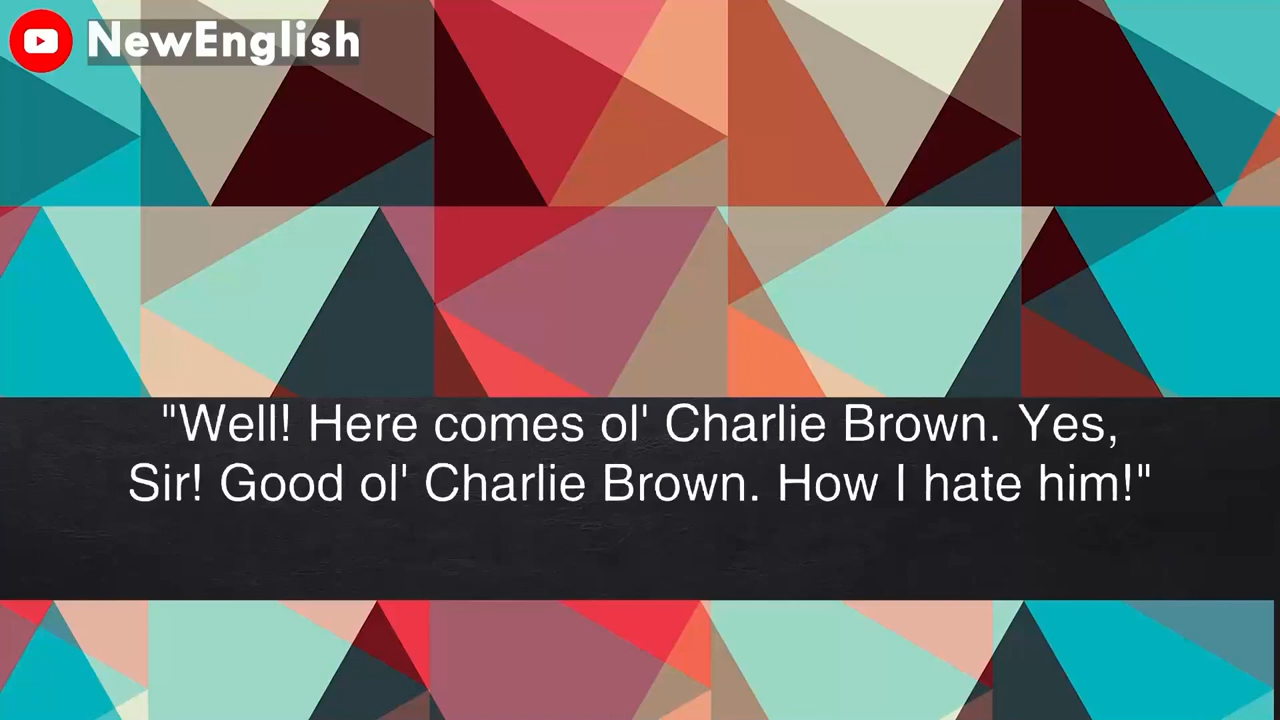 NewEnglish
"Well! Here comes ol' Charlie Brown. Yes,
Sir! Good ol' Charlie Brown. How I hate him!"